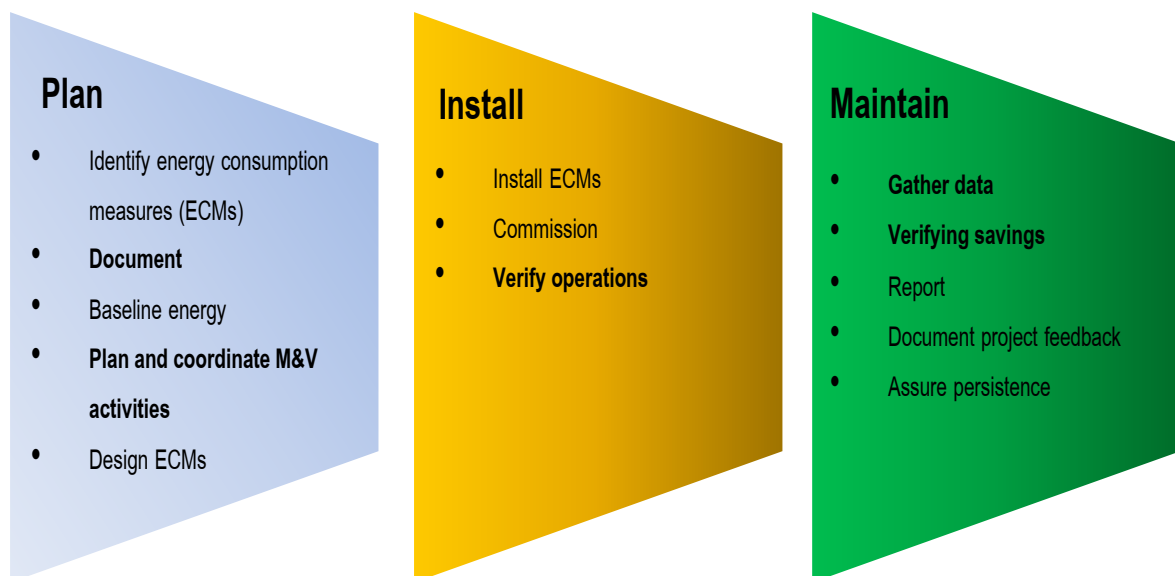 Plan
• Identify energy consumption
measures (ECMs)
• Document
• Baseline energy
• Plan and coordinate M&V
activities
• Design ECMs
Install
• Install ECMs
• Commission
• Verify operations
Maintain
• Gather data
• Verifying savings
• Report
• Document project feedback
• Assure persistence